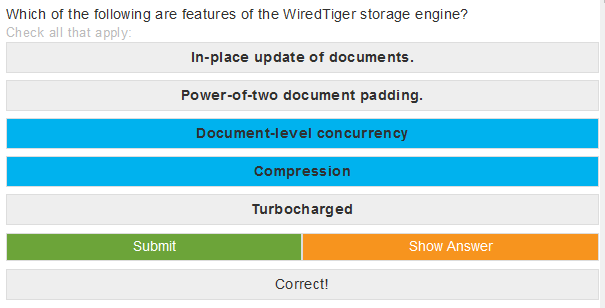 Which of the following are features of the WiredTiger storage engine?
Check all that apply:
In-place update of documents.
Power-of-two document padding.
Document-level concurrency
Compression
Turbocharged
Submit
Show Answer
Correct!